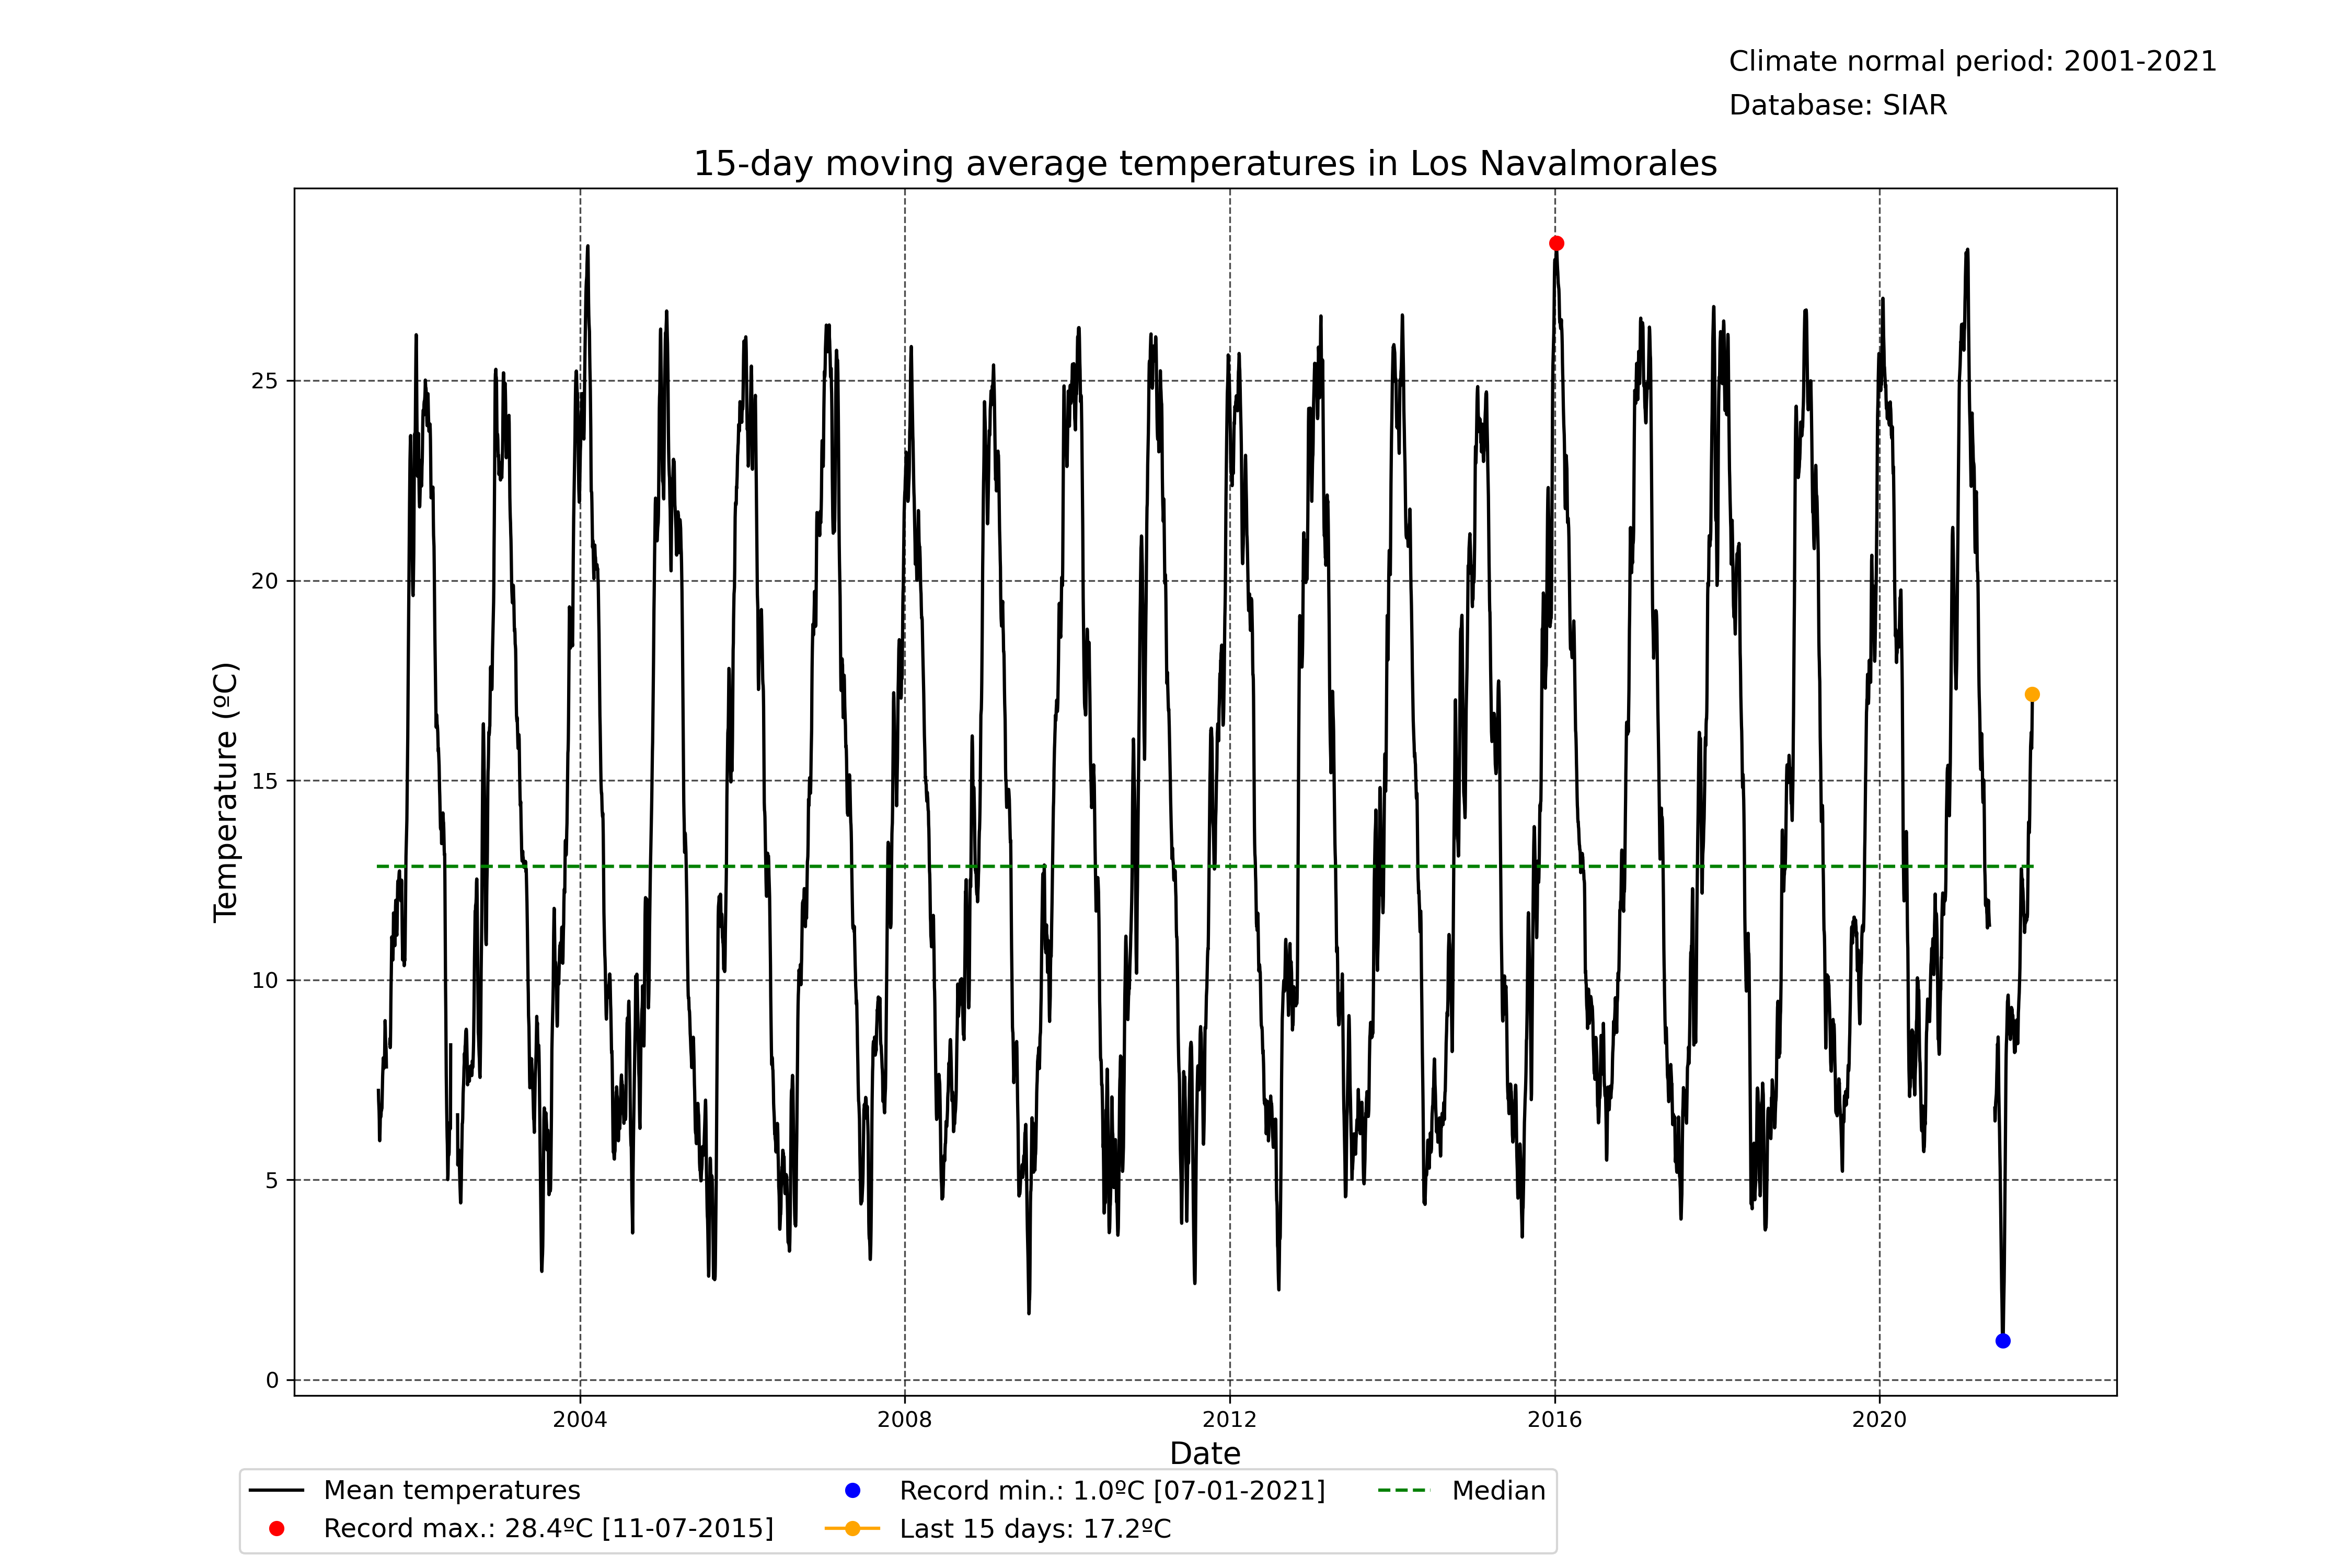 Climate normal period: 2001-2021
Database: SIAR
15-day moving average temperatures in Los Navalmorales
Temperature (ºC)
25
20
15
10
5
0
2004
2008
2012
2016
2020
Date
Mean temperatures
Record max.: 28.4ºC [11-07-2015]
Record min.: 1.0ºC [07-01-2021]
Last 15 days: 17.2ºC
Median